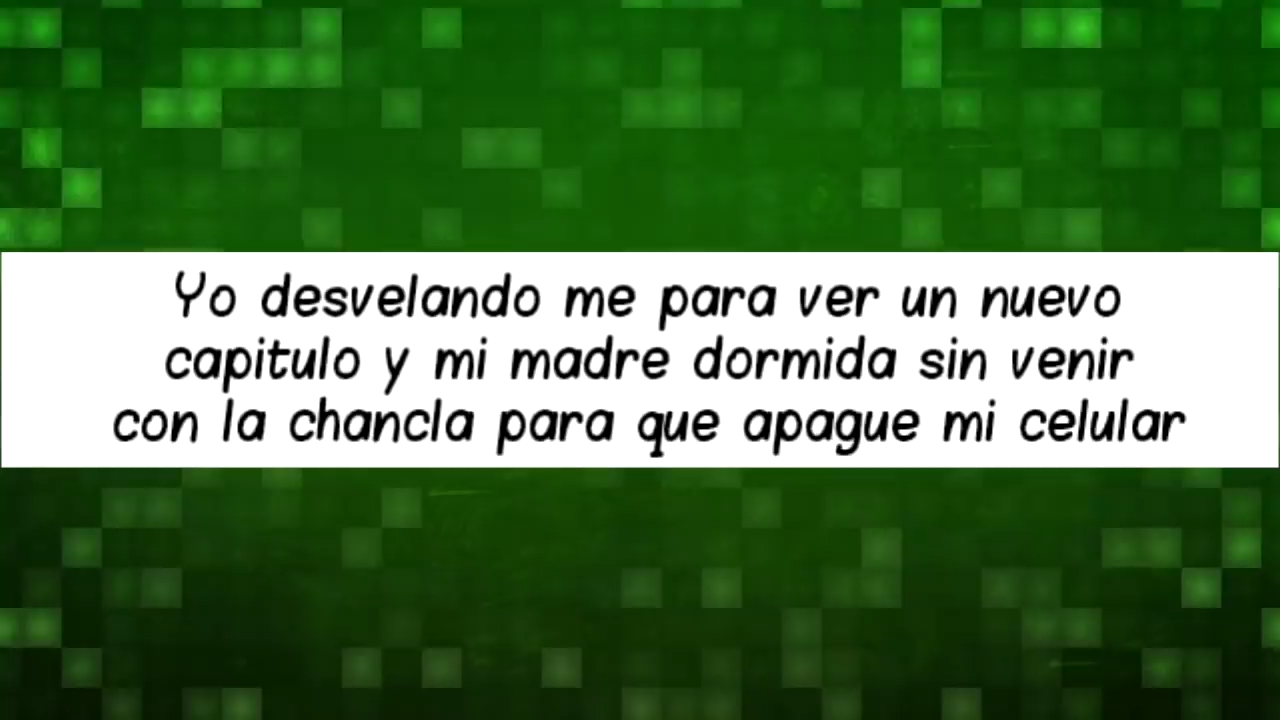 Yo desvelando me para ver un nuevo
capitulo y mi madre dormida sin venir
con la chancla para que apague mi celular